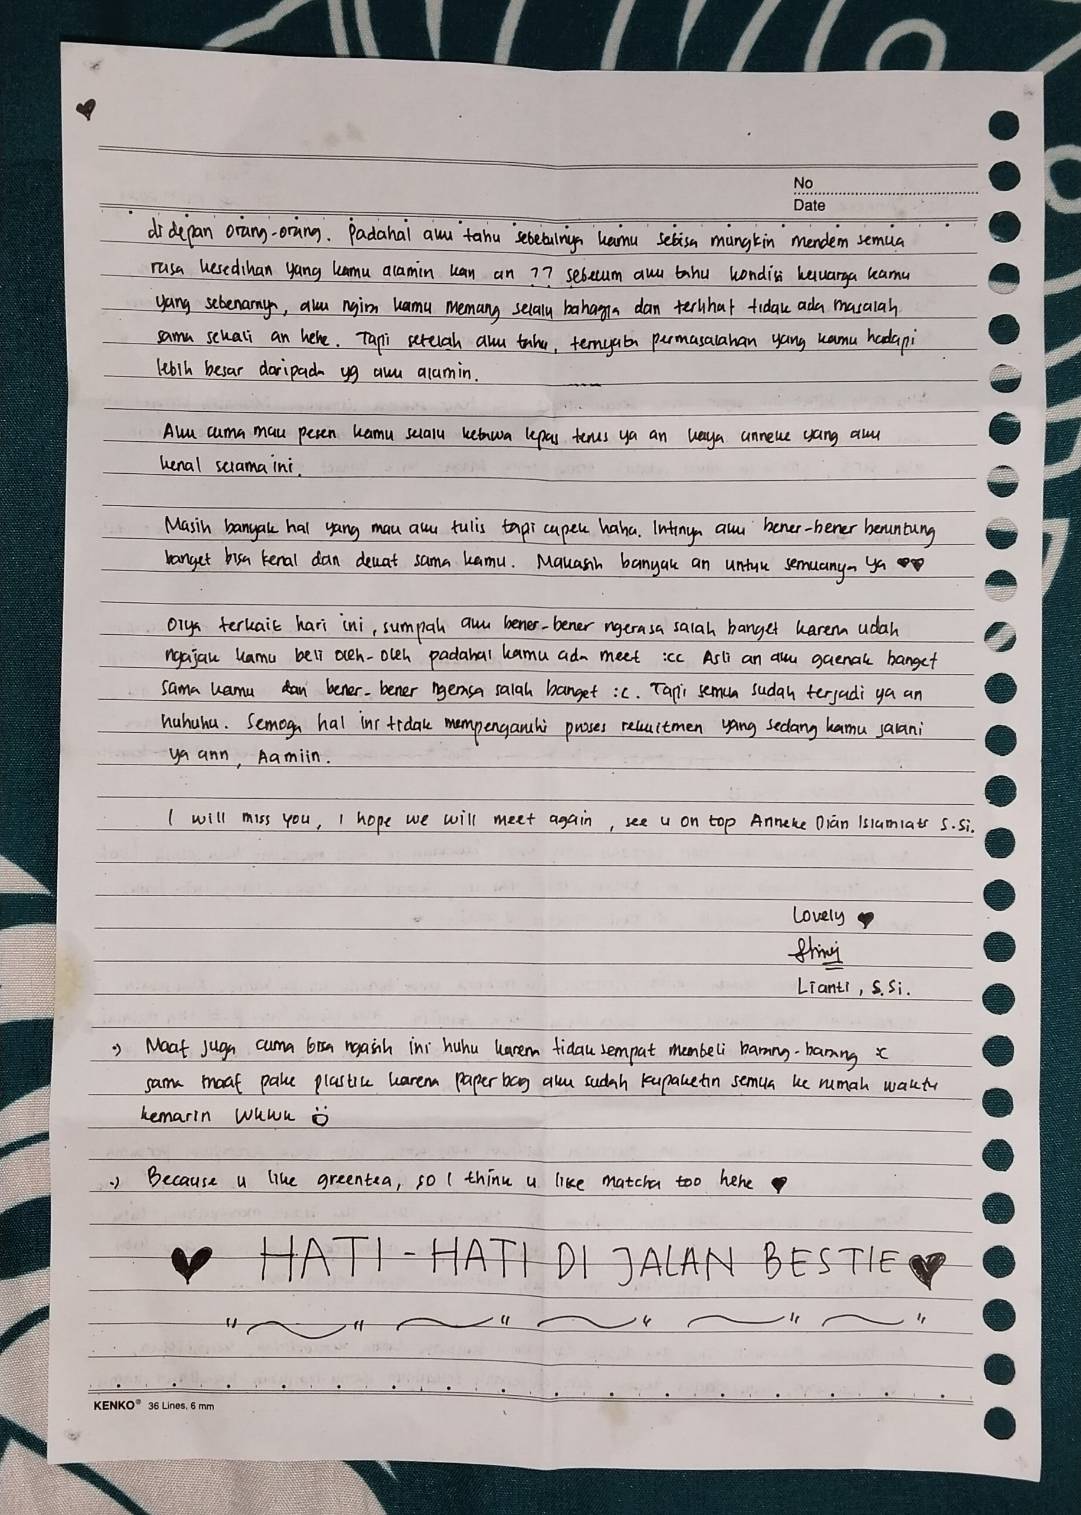 No
Date
di depan orang-orang. Padahal aku tahu sebetulnya kamu sebisa mungkin mendem semua
rasa kesedihan yang kamu alamin kan an ?? sebelum aku tahu kondisi keluarga kamu
yang sebenarnya, aku ngira kamu memang selalu bahagia dan terlihat tidak ada masalah
sama sekali an hehe. Tapi setelah aku tahu, ternyata permasalahan yang kamu hadapi
lebih besar daripada yg aku alamin.
Aku cuma mau pesen kamu selalu ketawa lepas terus ya an kaya anneke yang aku
kenal selama ini.
Masih banyak hal yang mau aku tulis tapi capek haha. Intinya aku bener-bener beruntung
banget bisa kenal dan dekat sama kamu. Makasih banyak an untuk semuanya ya ♥♥
Oiya terkait hari ini, sumpah aku bener-bener ngerasa salah banget karena udah
ngajak kamu beli oleh-oleh padahal kamu ada meet :cc Asli an aku gaenak banget
sama kamu dan bener-bener ngerasa salah banget :c. Tapi semua sudah terjadi ya an
huhuhu. Semoga hal ini tidak mempengaruhi proses rekruitmen yang sedang kamu jalani
ya ann, Aamiin.
I will miss you, I hope we will meet again, see u on top Anneke Dian Islamiati S.Si.
Lovely ♥
Lianti, S.Si.
Maaf juga cuma bisa ngasih ini huhu karena tidak sempat membeli barang-barang x
sama maaf pake plastik karena paper bag aku sudah kupaketin semua ke rumah waktu
kemarin wkwk
Because u like greentea, so I think u like matcha too hehe ♥
♥ HATI-HATI DI JALAN BESTIE ♥
KENKO® 36 Lines, 6 mm